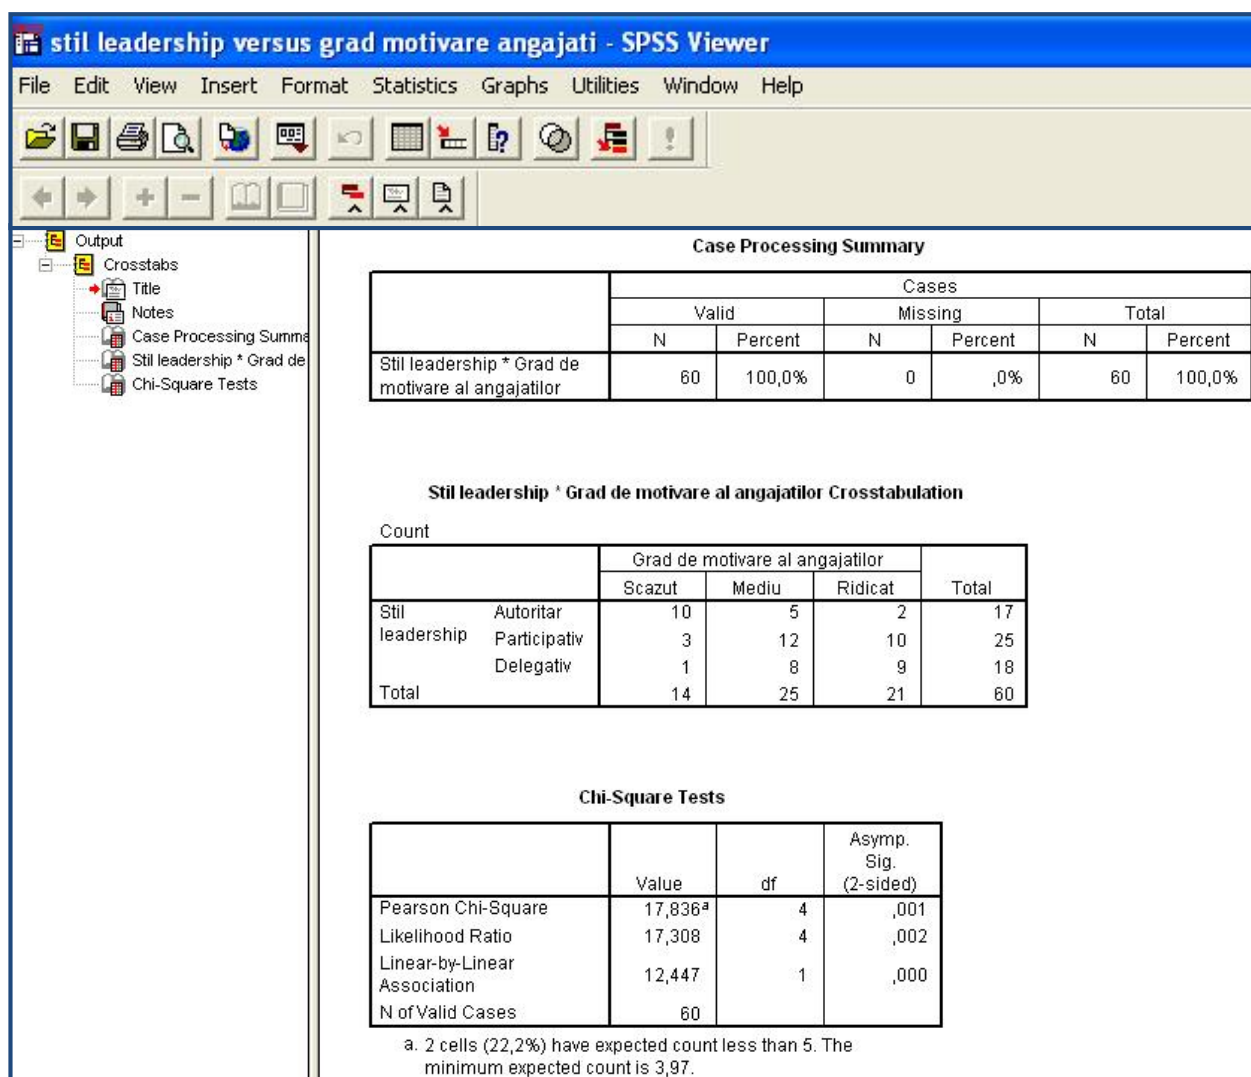 stil leadership versus grad motivare angajati - SPSS Viewer
File Edit View Insert Format Statistics Graphs Utilities Window Help
Output
Crosstabs
Title
Notes
Case Processing Summa
Stil leadership * Grad de
Chi-Square Tests
Case Processing Summary
Cases
Valid Missing Total
N Percent N Percent N Percent
Stil leadership * Grad de
motivare al angajatilor 60 100,0% 0 ,0% 60 100,0%
Stil leadership * Grad de motivare al angajatilor Crosstabulation
Count
Grad de motivare al angajatilor
Scazut Mediu Ridicat Total
Stil Autoritar 10 5 2 17
leadership Participativ 3 12 10 25
Delegativ 1 8 9 18
Total 14 25 21 60
Chi-Square Tests
Asymp.
Sig.
Value df (2-sided)
Pearson Chi-Square 17,836a 4 ,001
Likelihood Ratio 17,308 4 ,002
Linear-by-Linear
Association 12,447 1 ,000
N of Valid Cases 60
a. 2 cells (22,2%) have expected count less than 5. The
minimum expected count is 3,97.